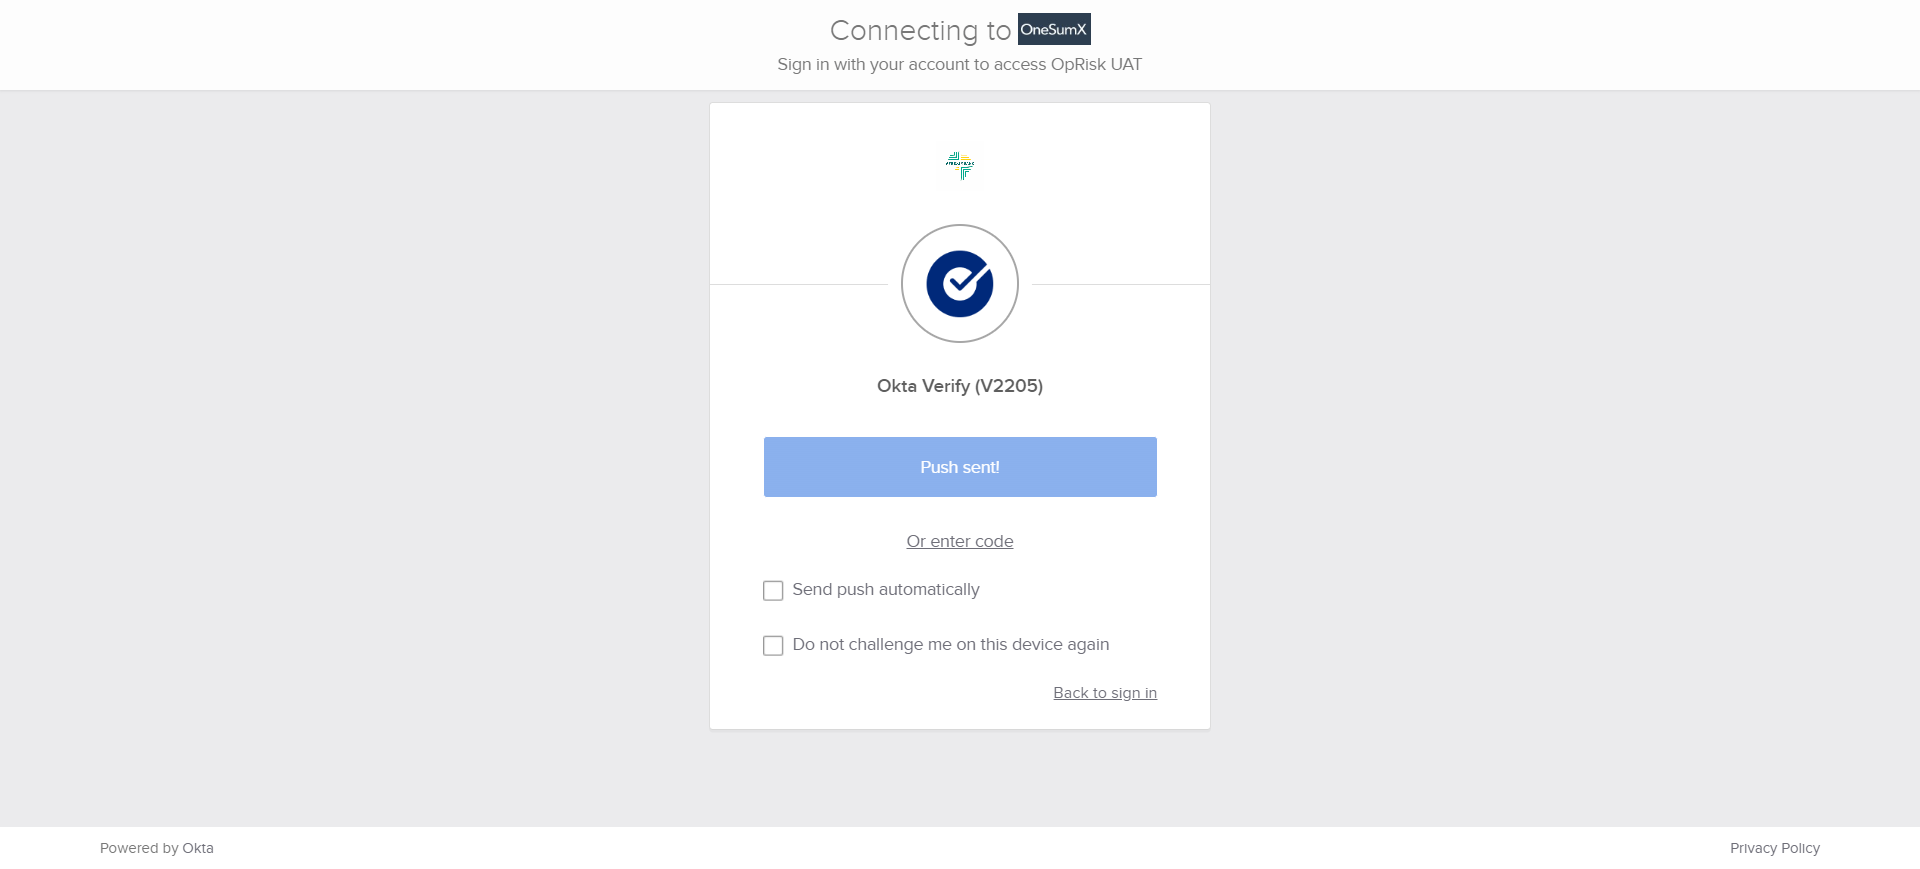 Connecting to OneSumX
Sign in with your account to access OpRisk UAT
Okta Verify (V2205)
Push sent!
Or enter code
Send push automatically
Do not challenge me on this device again
Back to sign in
Powered by Okta
Privacy Policy